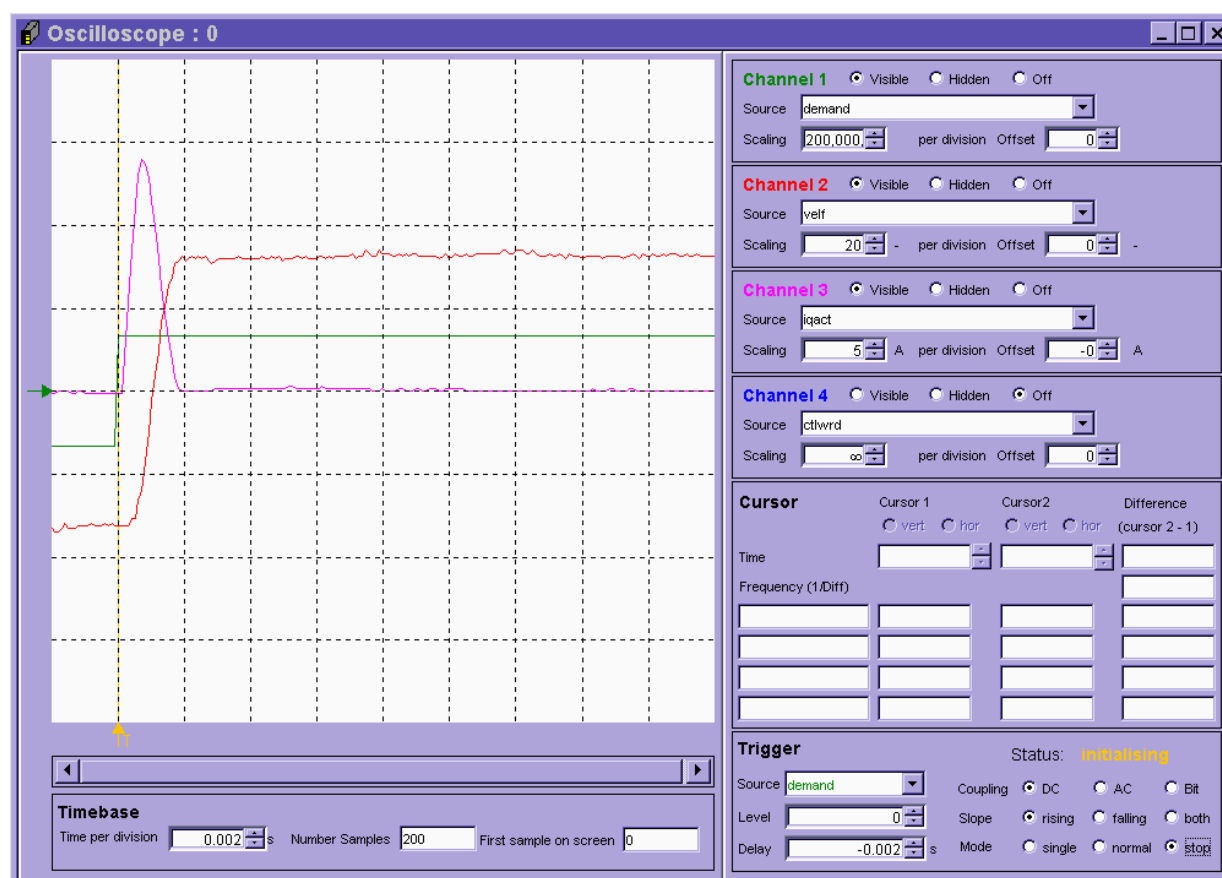 Oscilloscope : 0
Channel 1 Visible Hidden Off
Source demand
Scaling 200,000, per division Offset 0
Channel 2 Visible Hidden Off
Source velf
Scaling 20 - per division Offset 0 -
Channel 3 Visible Hidden Off
Source iqact
Scaling 5 A per division Offset -0 A
Channel 4 Visible Hidden Off
Source ctlwrd
Scaling ∞ per division Offset 0
Cursor Cursor 1 Cursor2 Difference
vert hor vert hor (cursor 2 - 1)
Time
Frequency (1/Diff)
Trigger Status: initialising
Source demand Coupling DC AC Bit
Level 0 Slope rising falling both
Delay -0.002 s Mode single normal stop
Timebase
Time per division 0.002 s Number Samples 200 First sample on screen 0